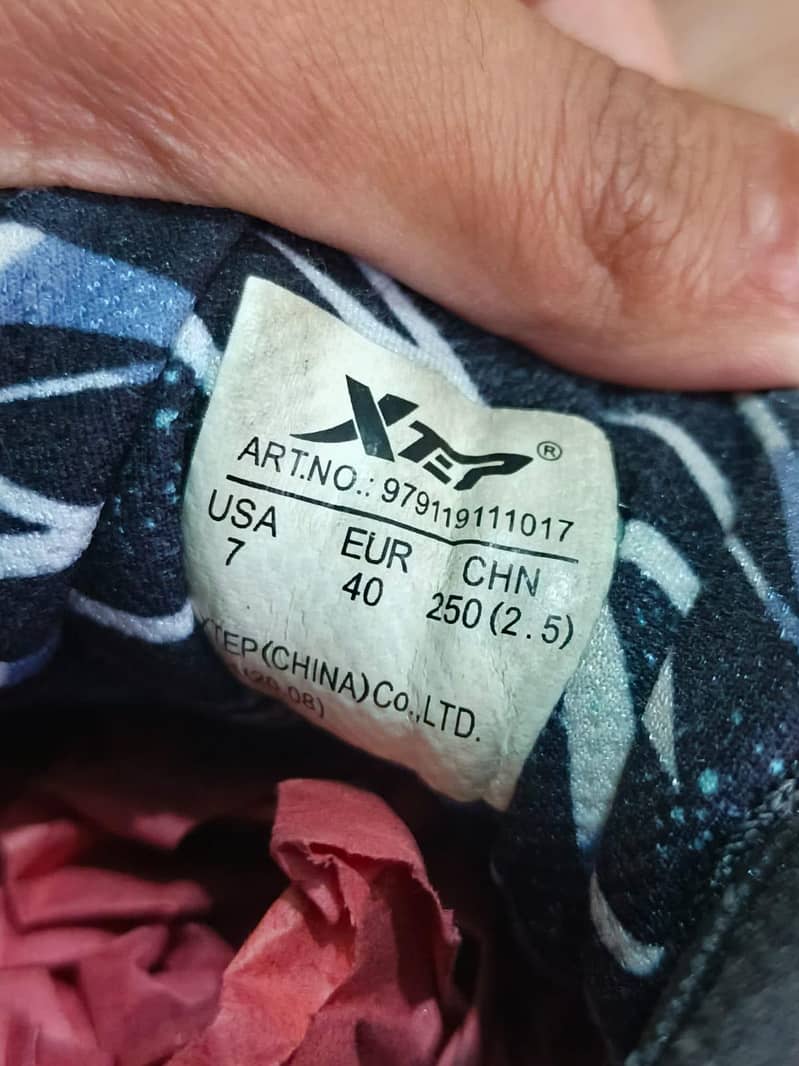 XTEP®
ART.NO.: 979119111017
USA EUR CHN
7 40 250(2.5)
XTEP(CHINA)Co.,LTD.
(20.08)